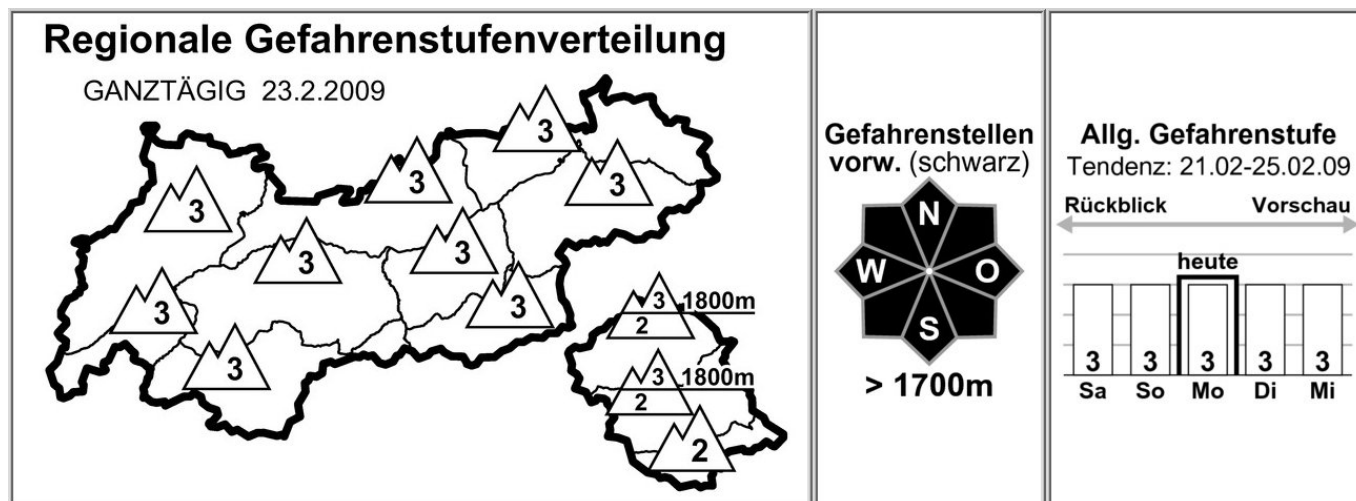 Regionale Gefahrenstufenverteilung
GANZTÄGIG 23.2.2009
3
3
3
3
3
3
3
3
3
3
3 1800m
2
3 1800m
2
2
Gefahrenstellen
vorw. (schwarz)
N
W O
S
> 1700m
Allg. Gefahrenstufe
Tendenz: 21.02-25.02.09
Rückblick Vorschau
heute
3 3 3 3 3
Sa So Mo Di Mi